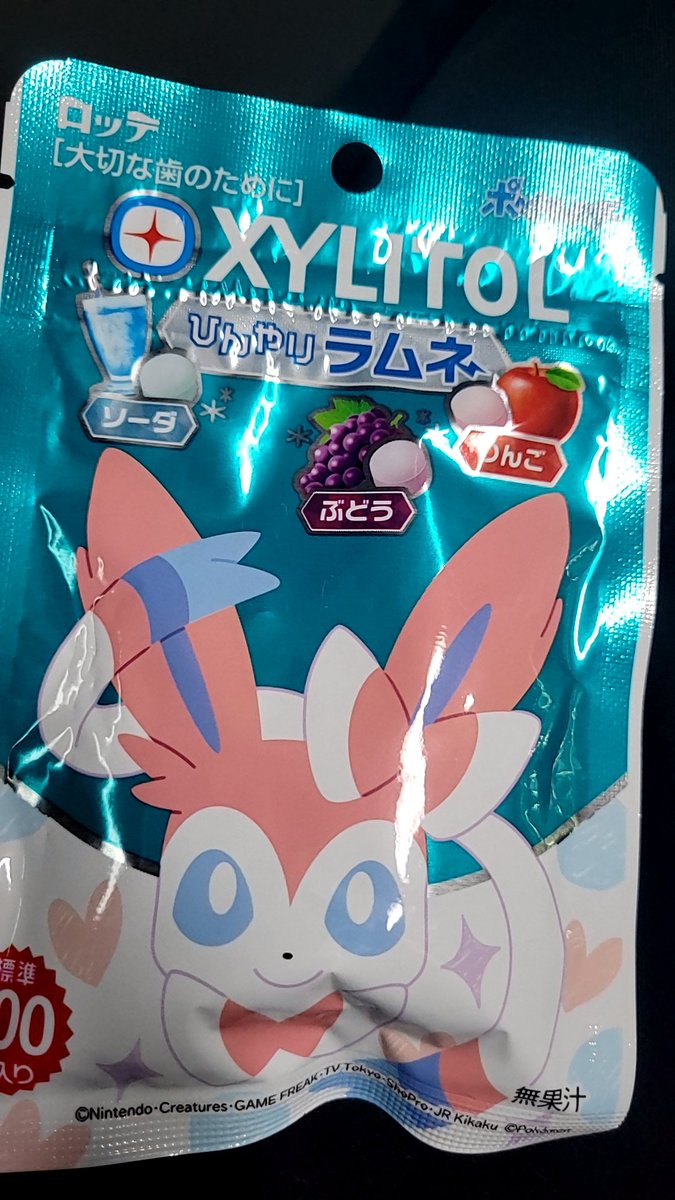 ロッテ
[大切な歯のために]
XYLITOL
ひんやりラムネ
ソーダ
ぶどう
りんご
標準
00
入り
無果汁
©Nintendo・Creatures・GAME FREAK・TV Tokyo・ShoPro・JR Kikaku ©Pokémon